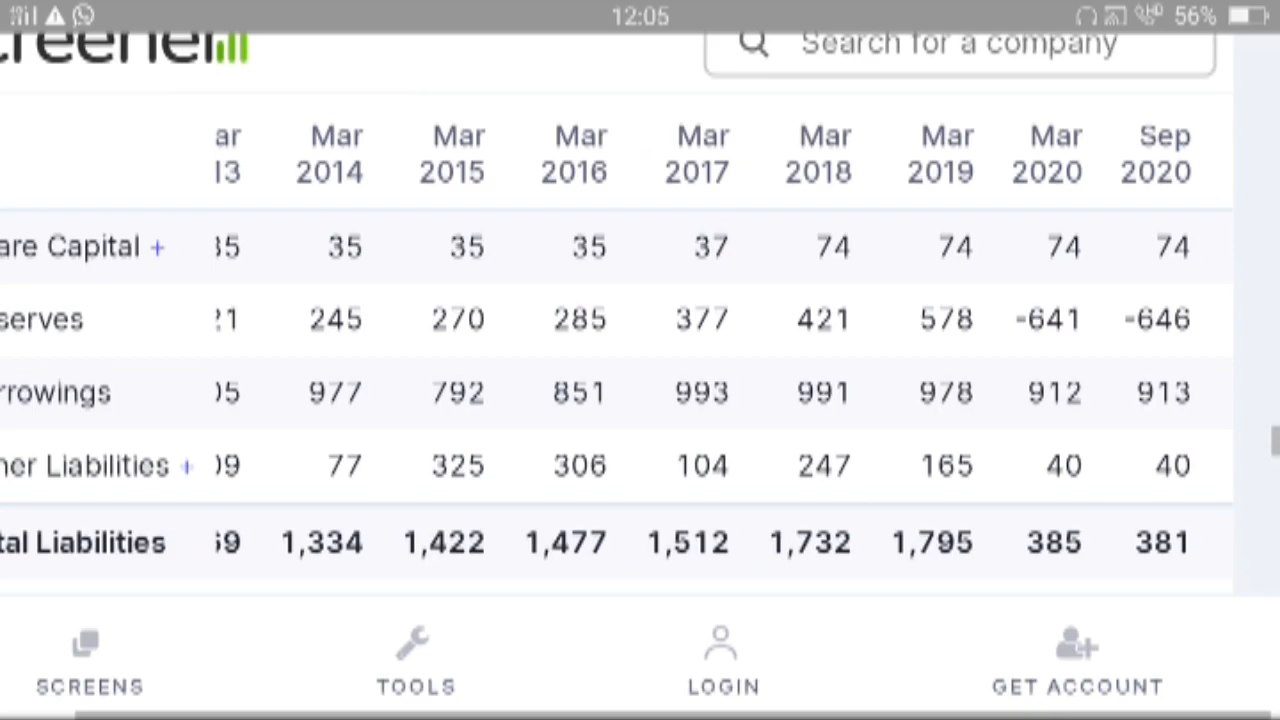 12:05 56%
Search for a company
Mar Mar Mar Mar Mar Mar Mar Sep
2014 2015 2016 2017 2018 2019 2020 2020
are Capital + 35 35 35 37 74 74 74 74
serves 245 270 285 377 421 578 -641 -646
rrowings 977 792 851 993 991 978 912 913
her Liabilities + 77 325 306 104 247 165 40 40
tal Liabilities 1,334 1,422 1,477 1,512 1,732 1,795 385 381
SCREENS TOOLS LOGIN GET ACCOUNT